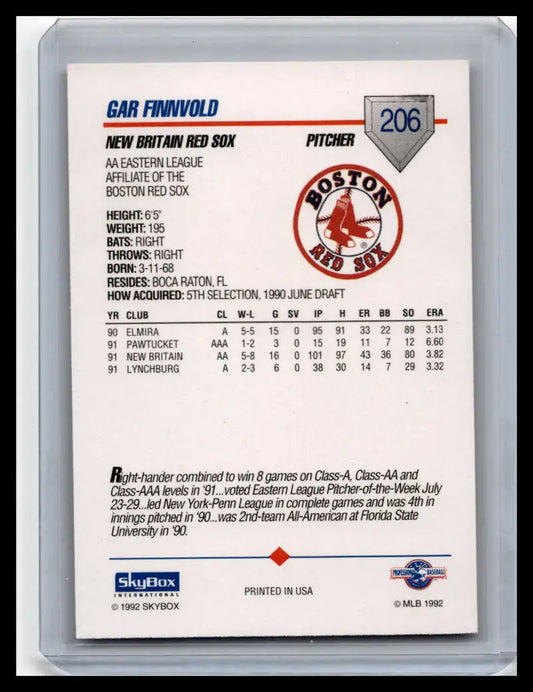 GAR FINNVOLD
206
NEW BRITAIN RED SOX PITCHER
AA EASTERN LEAGUE
AFFILIATE OF THE
BOSTON RED SOX
BOSTON
RED SOX
®
HEIGHT: 6'5"
WEIGHT: 195
BATS: RIGHT
THROWS: RIGHT
BORN: 3-11-68
RESIDES: BOCA RATON, FL
HOW ACQUIRED: 5TH SELECTION, 1990 JUNE DRAFT
YR CLUB CL W-L G SV IP H ER BB SO ERA
90 ELMIRA A 5-5 15 0 95 91 33 22 89 3.13
91 PAWTUCKET AAA 1-2 3 0 15 19 11 7 12 6.60
91 NEW BRITAIN AA 5-8 16 0 101 97 43 36 80 3.82
91 LYNCHBURG A 2-3 6 0 38 30 14 7 29 3.32
Right-hander combined to win 8 games on Class-A, Class-AA and
Class-AAA levels in '91...voted Eastern League Pitcher-of-the-Week July
23-29...led New York-Penn League in complete games and was 4th in
innings pitched in '90...was 2nd-team All-American at Florida State
University in '90.
SkyBox
INTERNATIONAL
© 1992 SKYBOX
PRINTED IN USA
PROFESSIONAL BASEBALL
© MLB 1992